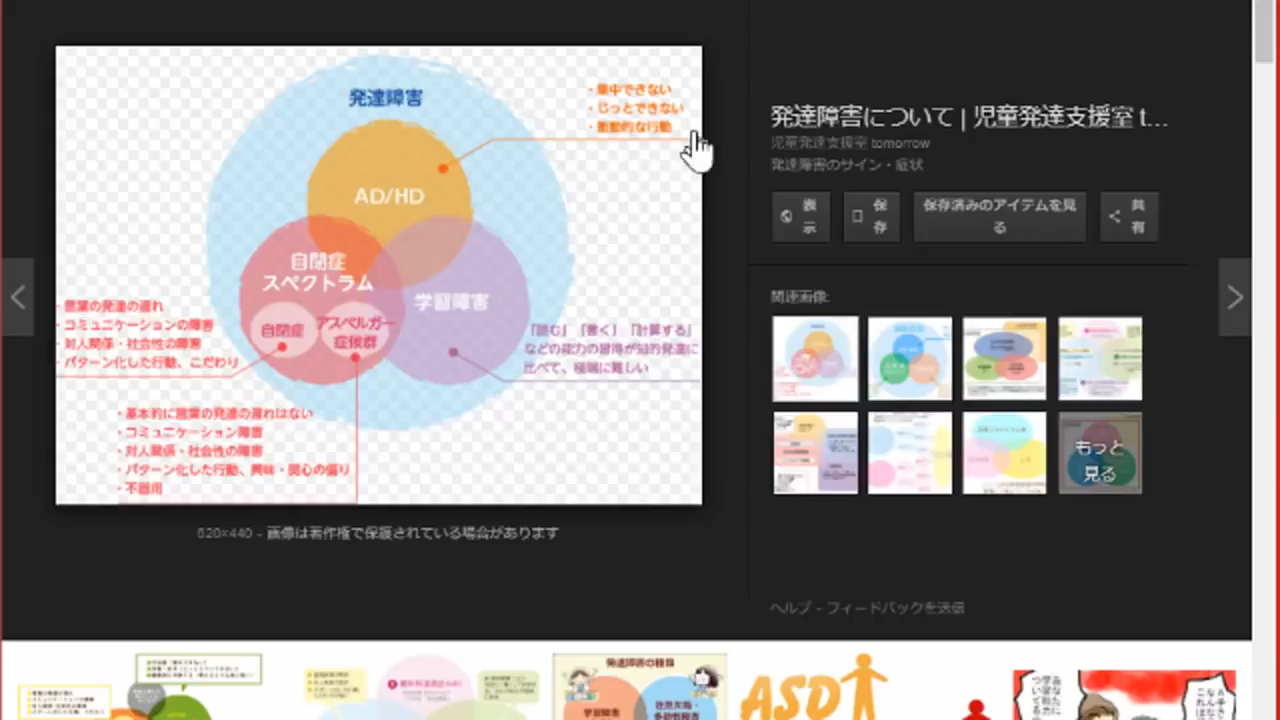 発達障害
・集中できない
・じっとできない
・衝動的な行動
AD/HD
自閉症
スペクトラム
学習障害
自閉症
アスペルガー
症候群
・言葉の発達の遅れ
・コミュニケーションの障害
・対人関係・社会性の障害
・パターン化した行動、こだわり
「読む」「書く」「計算する」
などの能力の習得が知的発達に
比べて、極端に難しい
・基本的に言葉の発達の遅れはない
・コミュニケーション障害
・対人関係・社会性の障害
・パターン化した行動、興味・関心の偏り
・不器用
620×440 - 画像は著作権で保護されている場合があります
発達障害について | 児童発達支援室 t...
児童発達支援室 tomorrow
発達障害のサイン・症状
表
示
保
存
保存済みのアイテムを見
る
共
有
関連画像:
もっと
見る
ヘルプ - フィードバックを送信
発達障害の種類
学習障害
注意欠如・
多動性障害
ASD